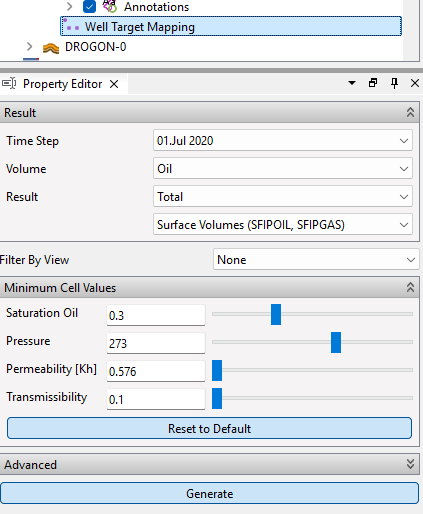 Annotations
Well Target Mapping
DROGON-0
Property Editor
Result
Time Step 01.Jul 2020
Volume Oil
Result Total
Surface Volumes (SFIPOIL, SFIPGAS)
Filter By View None
Minimum Cell Values
Saturation Oil 0.3
Pressure 273
Permeability [Kh] 0.576
Transmissibility 0.1
Reset to Default
Advanced
Generate